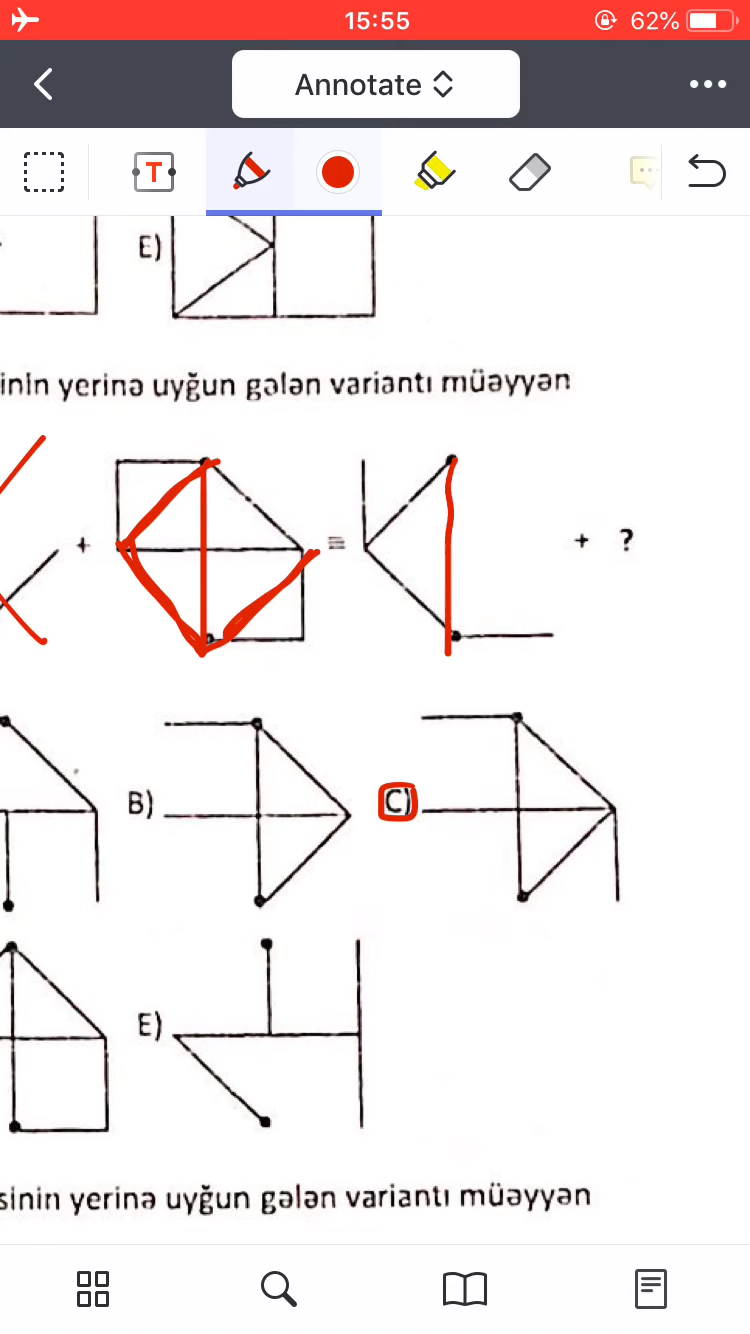 15:55
62%
Annotate
T
E)
inin yerinə uyğun gələn variantı müəyyən
+ ≡ + ?
B) C)
E)
sinin yerinə uyğun gələn variantı müəyyən